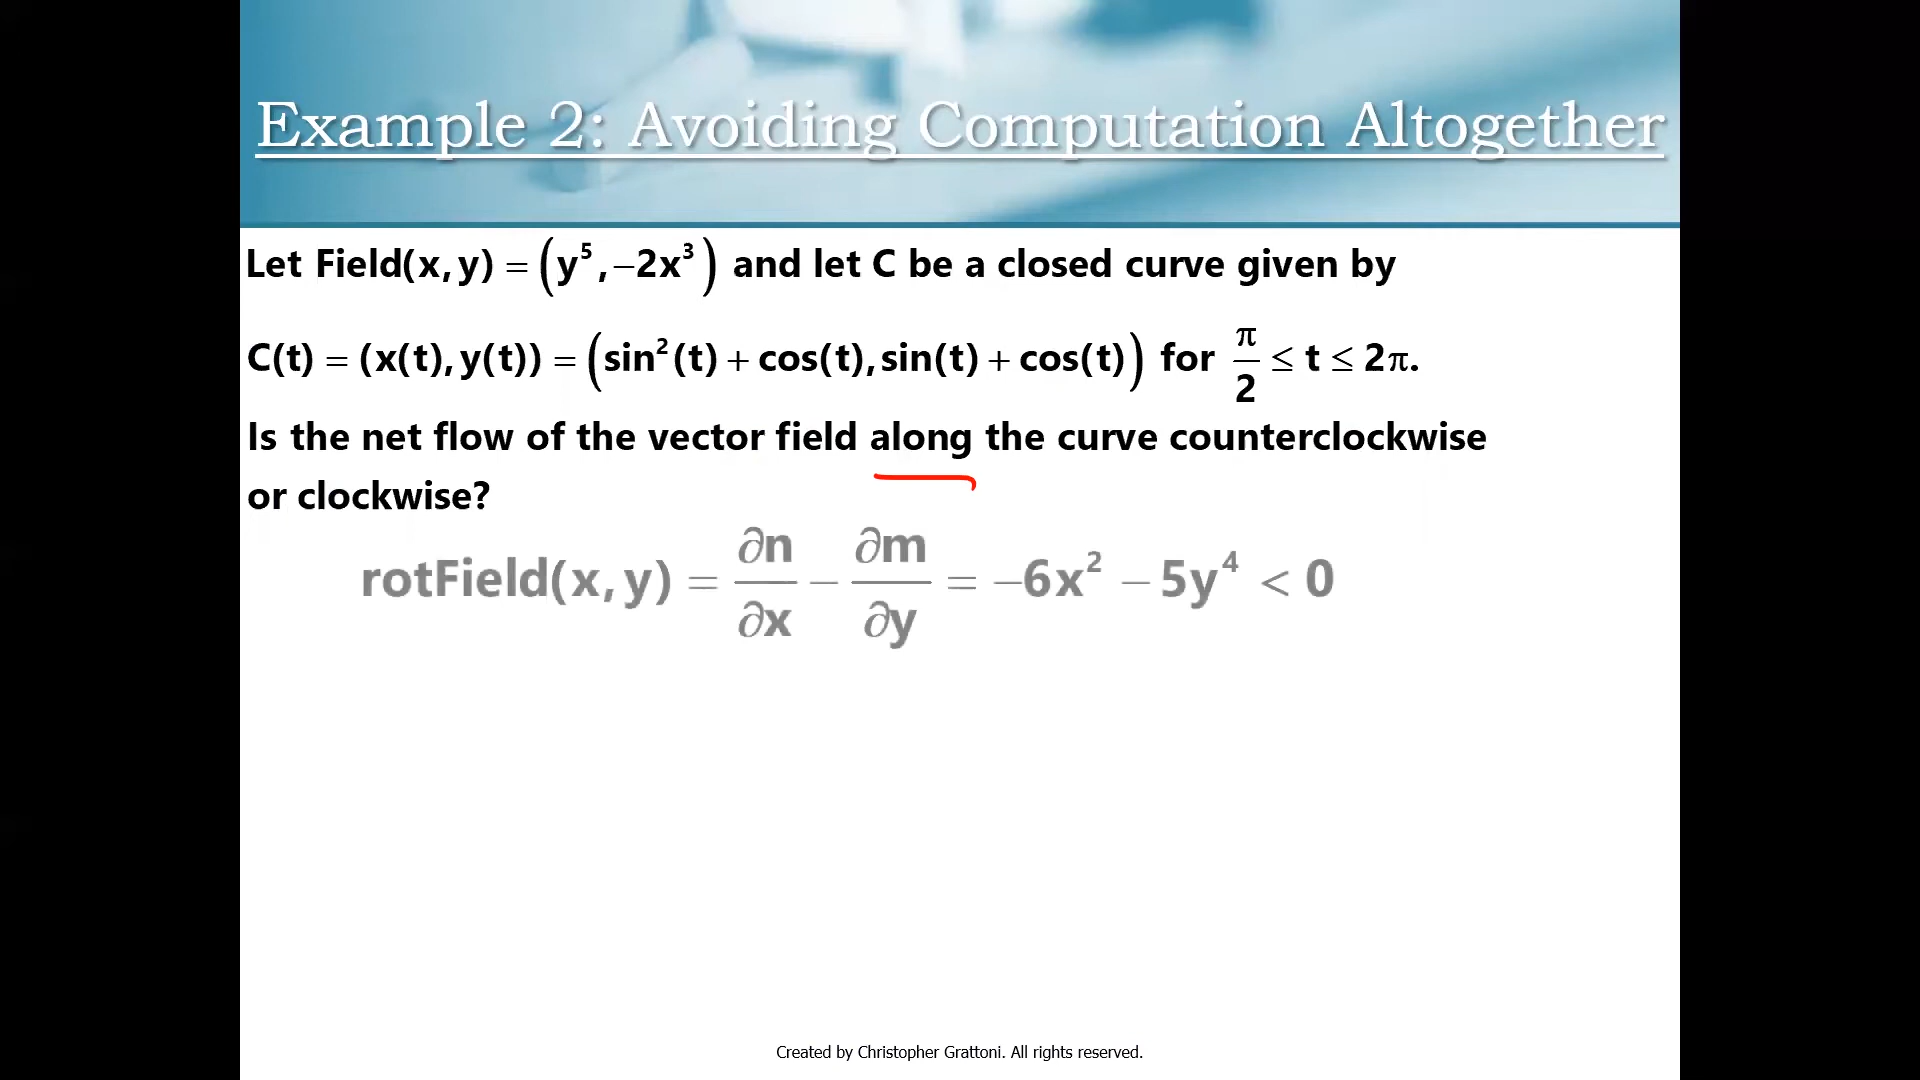 Example 2: Avoiding Computation Altogether
Let Field(x,y) = (y⁵, −2x³) and let C be a closed curve given by
C(t) = (x(t),y(t)) = (sin²(t) + cos(t), sin(t) + cos(t)) for π/2 ≤ t ≤ 2π.
Is the net flow of the vector field along the curve counterclockwise
or clockwise?
rotField(x,y) = ∂n/∂x − ∂m/∂y = −6x² − 5y⁴ < 0
Created by Christopher Grattoni. All rights reserved.